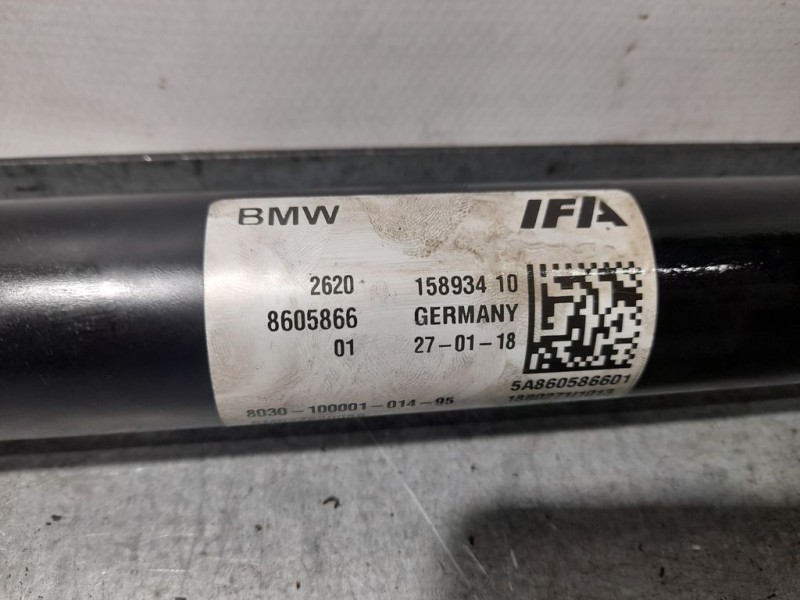 BMW IFA
2620 158934 10
8605866 GERMANY
01 27-01-18
5A860586601
8030-100001-014-95